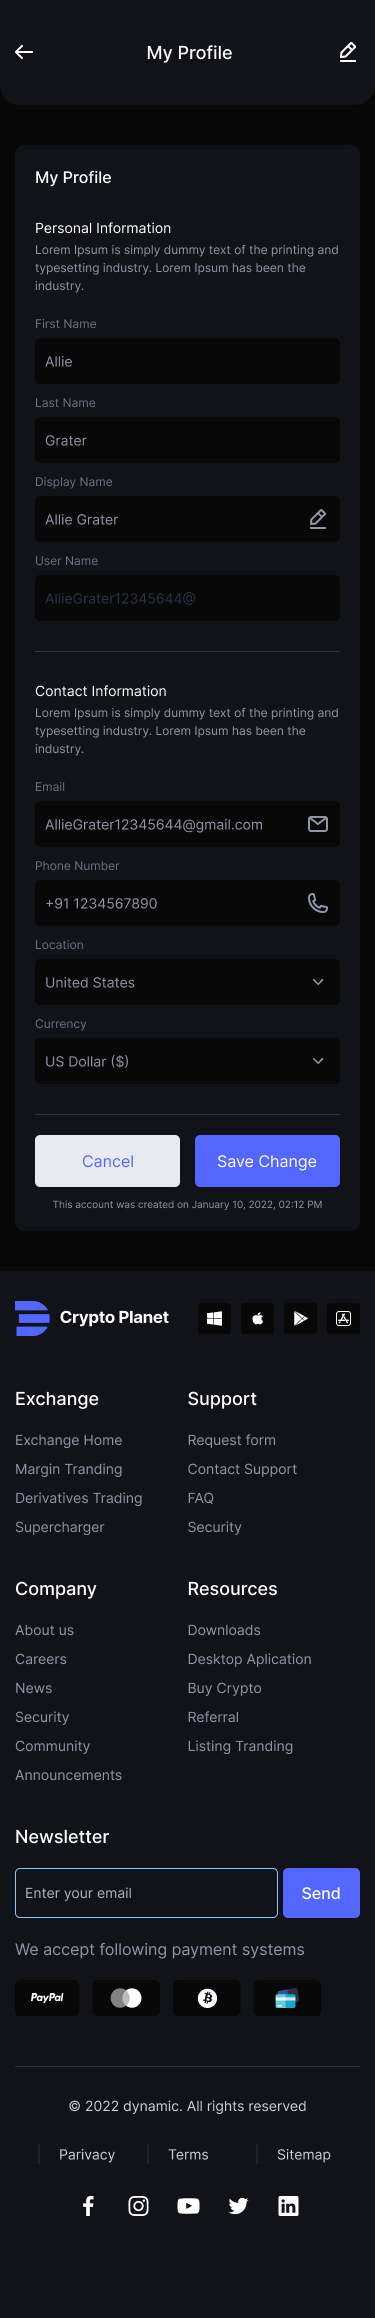 My Profile
My Profile
Personal Information
Lorem Ipsum is simply dummy text of the printing and
typesetting industry. Lorem Ipsum has been the
industry.
First Name
Allie
Last Name
Grater
Display Name
Allie Grater
User Name
AllieGrater12345644@
Contact Information
Lorem Ipsum is simply dummy text of the printing and
typesetting industry. Lorem Ipsum has been the
industry.
Email
AllieGrater12345644@gmail.com
Phone Number
+91 1234567890
Location
United States
Currency
US Dollar ($)
Cancel
Save Change
This account was created on January 10, 2022, 02:12 PM
Crypto Planet
Exchange
Exchange Home
Margin Tranding
Derivatives Trading
Supercharger
Support
Request form
Contact Support
FAQ
Security
Company
About us
Careers
News
Security
Community
Announcements
Resources
Downloads
Desktop Aplication
Buy Crypto
Referral
Listing Tranding
Newsletter
Enter your email
Send
We accept following payment systems
PayPal
© 2022 dynamic. All rights reserved
Parivacy
Terms
Sitemap